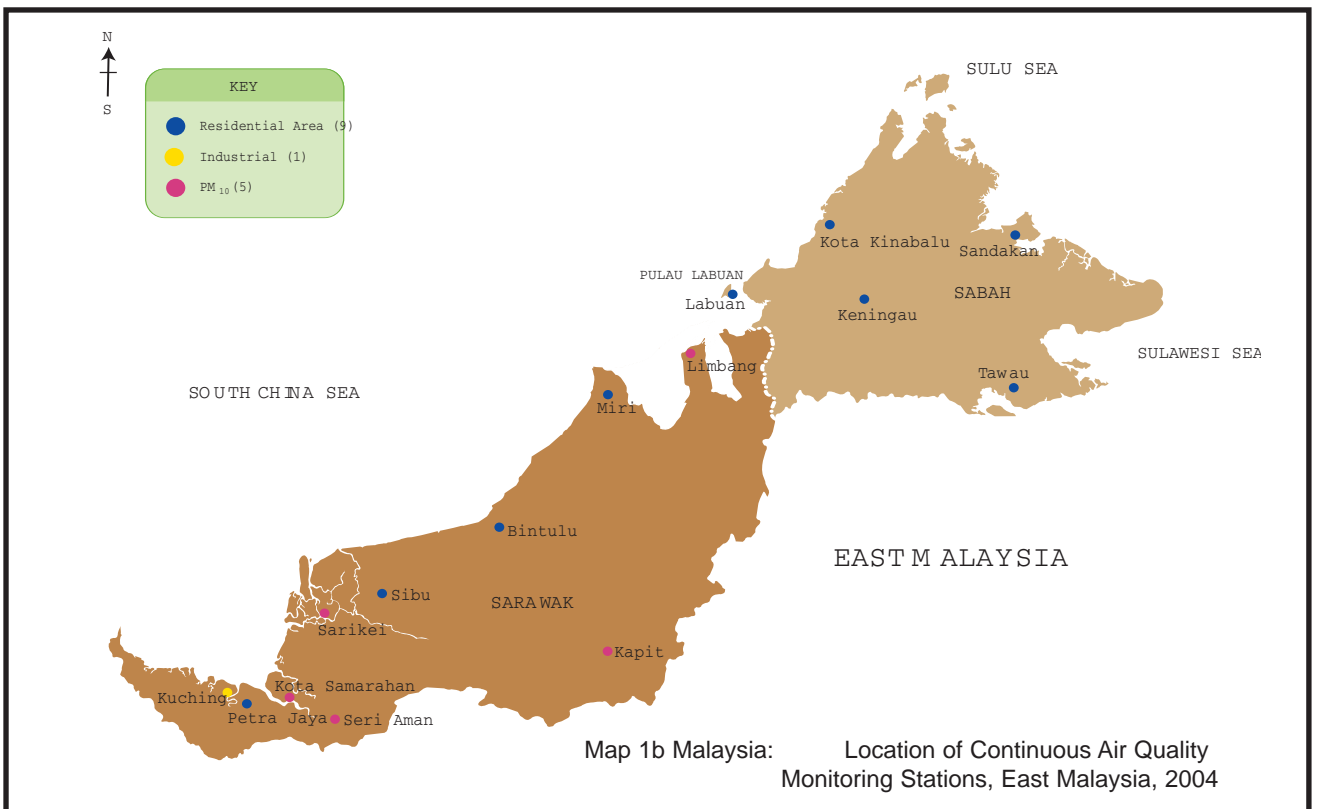 N
S
KEY
Residential Area (9)
Industrial (1)
PM10 (5)
SULU SEA
Kota Kinabalu
Sandakan
PULAU LABUAN
Labuan
SABAH
Keningau
SULAWESI SEA
Limbang
Tawau
SOUTH CHINA SEA
Miri
Bintulu
EAST MALAYSIA
Sibu
SARAWAK
Sarikei
Kapit
Kota Samarahan
Kuching
Petra Jaya
Seri Aman
Map 1b Malaysia: Location of Continuous Air Quality
Monitoring Stations, East Malaysia, 2004